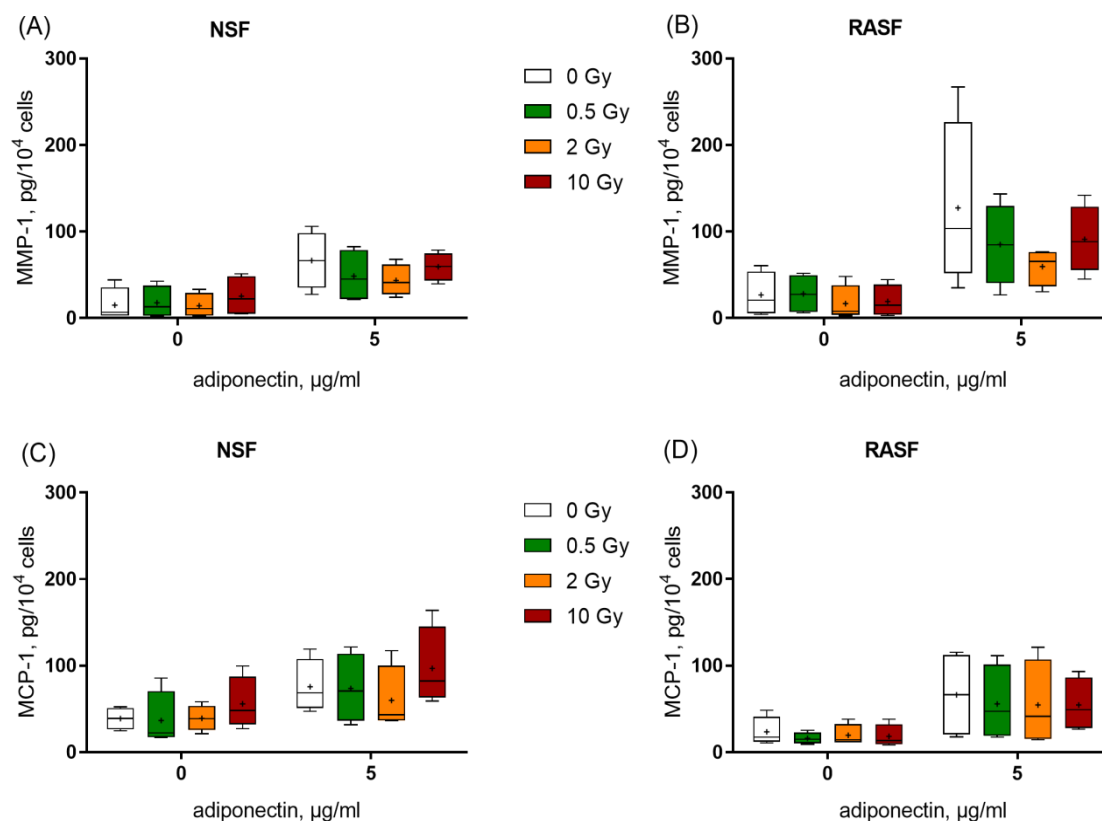 (A)
NSF
300
200
100
0
MMP-1, pg/10⁴ cells
0
5
adiponectin, µg/ml
0 Gy
0.5 Gy
2 Gy
10 Gy
(B)
RASF
300
200
100
0
MMP-1, pg/10⁴ cells
0
5
adiponectin, µg/ml
(C)
NSF
300
200
100
0
MCP-1, pg/10⁴ cells
0
5
adiponectin, µg/ml
0 Gy
0.5 Gy
2 Gy
10 Gy
(D)
RASF
300
200
100
0
MCP-1, pg/10⁴ cells
0
5
adiponectin, µg/ml